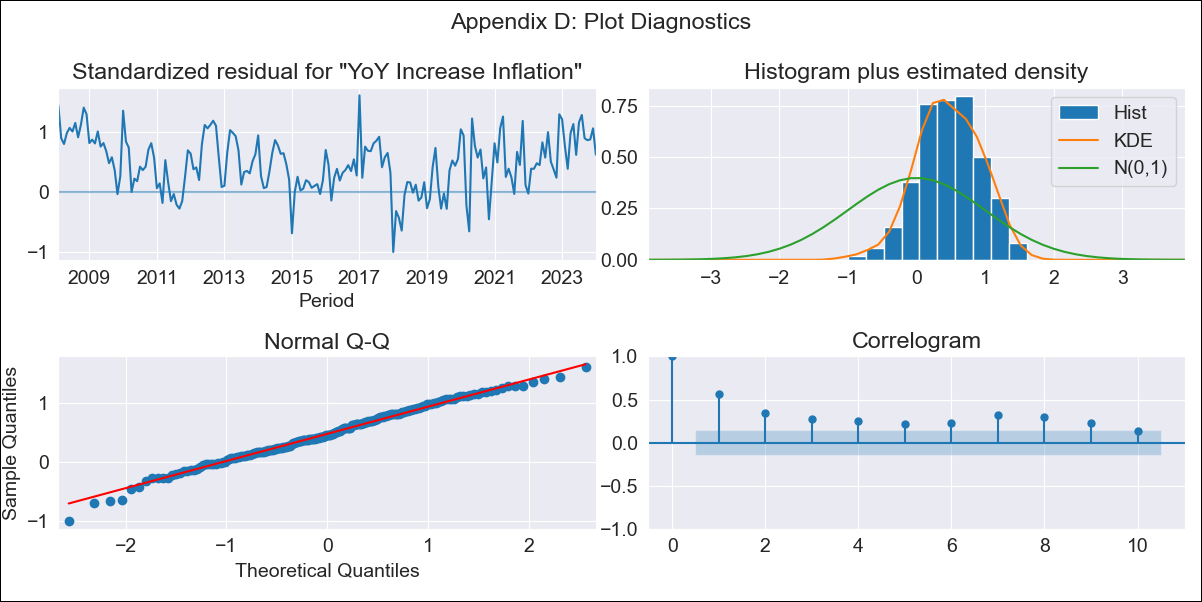 Appendix D: Plot Diagnostics
Standardized residual for "YoY Increase Inflation"
1
0
−1
2009 2011 2013 2015 2017 2019 2021 2023
Period
Histogram plus estimated density
0.75
0.50
0.25
0.00
−3 −2 −1 0 1 2 3
Hist
KDE
N(0,1)
Normal Q-Q
Sample Quantiles
1
0
−1
−2 −1 0 1 2
Theoretical Quantiles
Correlogram
1.0
0.5
0.0
−0.5
−1.0
0 2 4 6 8 10